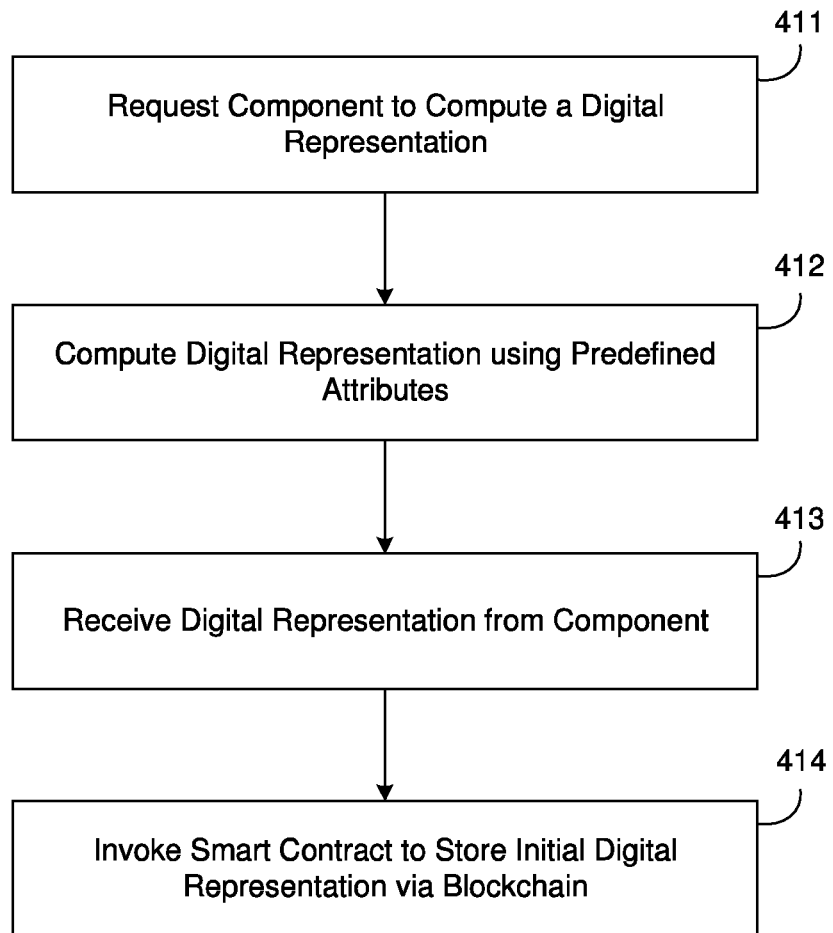 411
Request Component to Compute a Digital
Representation
412
Compute Digital Representation using Predefined
Attributes
413
Receive Digital Representation from Component
414
Invoke Smart Contract to Store Initial Digital
Representation via Blockchain